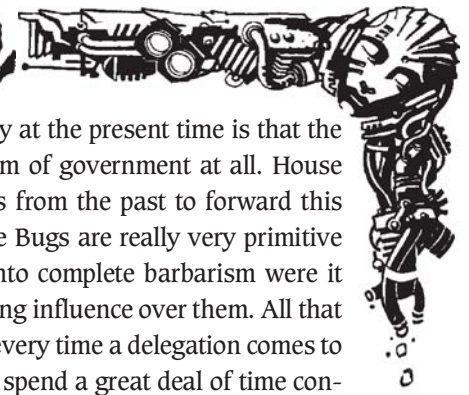 y at the present time is that the
m of government at all. House
s from the past to forward this
e Bugs are really very primitive
nto complete barbarism were it
ng influence over them. All that
every time a delegation comes to
spend a great deal of time con-